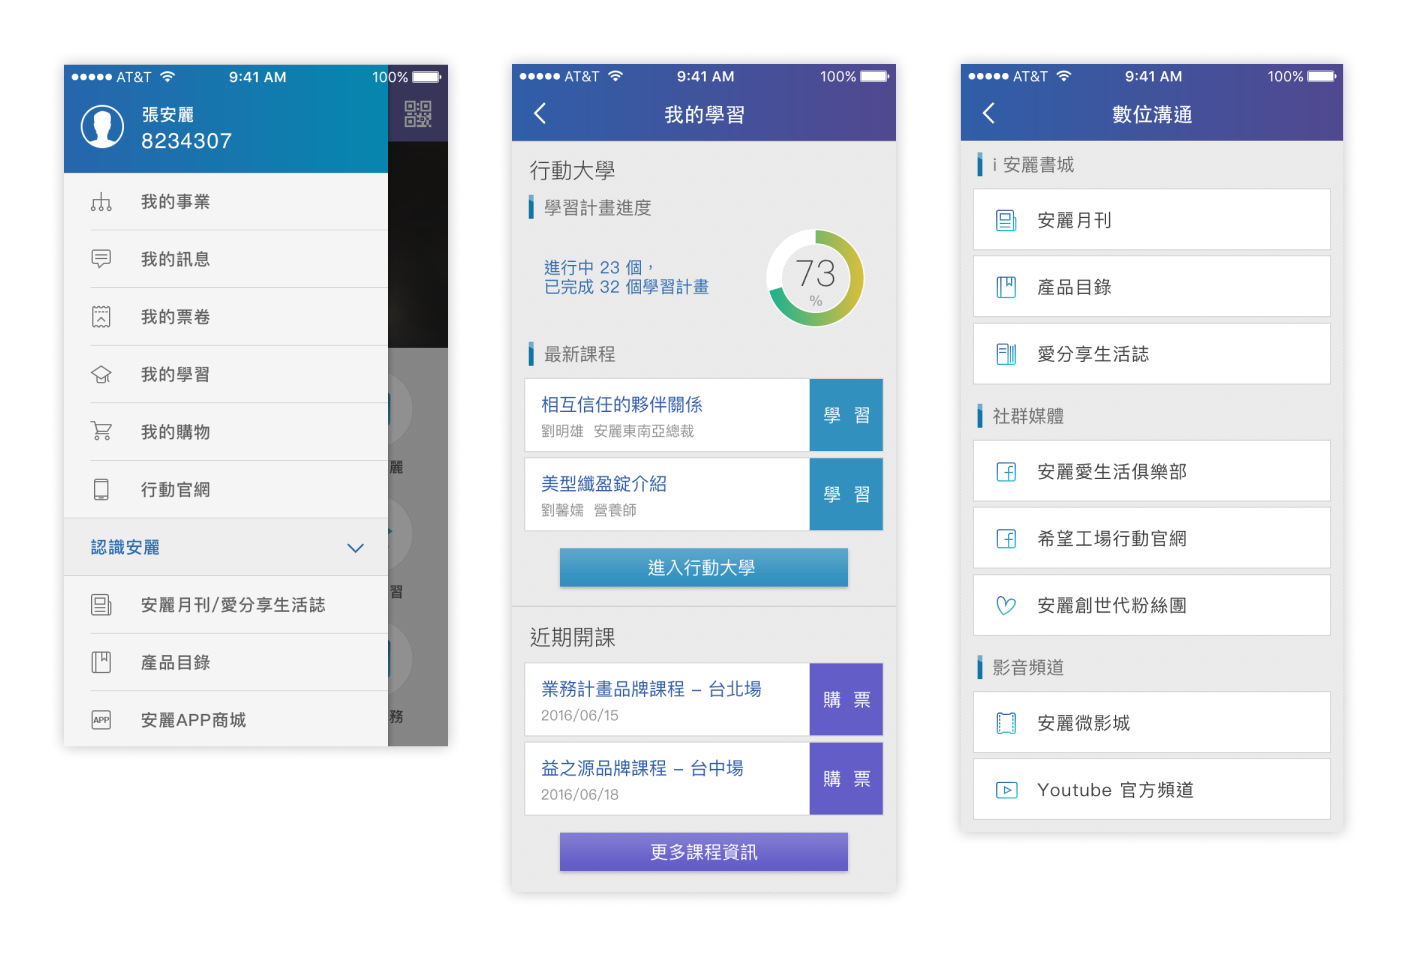 AT&T 9:41 AM 100%
張安麗
8234307
我的事業
我的訊息
我的票卷
我的學習
我的購物
行動官網
認識安麗
安麗月刊/愛分享生活誌
產品目錄
APP 安麗APP商城
麗
習
務
AT&T 9:41 AM 100%
我的學習
行動大學
學習計畫進度
進行中 23 個，
已完成 32 個學習計畫
73
%
最新課程
相互信任的夥伴關係
劉明雄 安麗東南亞總裁
學 習
美型纖盈錠介紹
劉馨嬬 營養師
學 習
進入行動大學
近期開課
業務計畫品牌課程 – 台北場
2016/06/15
購 票
益之源品牌課程 – 台中場
2016/06/18
購 票
更多課程資訊
AT&T 9:41 AM 100%
數位溝通
i 安麗書城
安麗月刊
產品目錄
愛分享生活誌
社群媒體
安麗愛生活俱樂部
希望工場行動官網
安麗創世代粉絲團
影音頻道
安麗微影城
Youtube 官方頻道